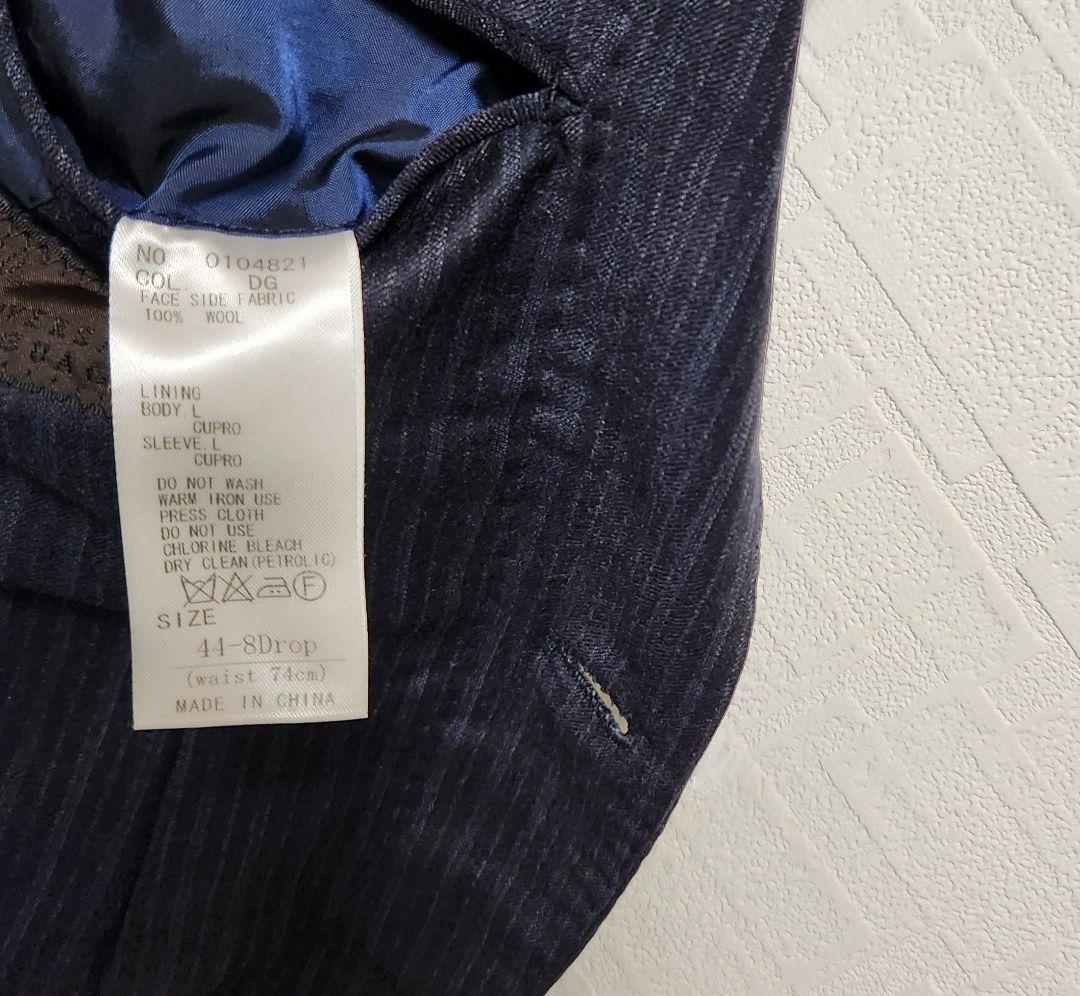 NO 0104821
COL. DG
FACE SIDE FABRIC
100% WOOL
LINING
BODY.L
CUPRO
SLEEVE.L
CUPRO
DO NOT WASH
WARM IRON USE
PRESS CLOTH
DO NOT USE
CHLORINE BLEACH
DRY CLEAN(PETROLIC)
F
SIZE
44-8Drop
(waist 74cm)
MADE IN CHINA